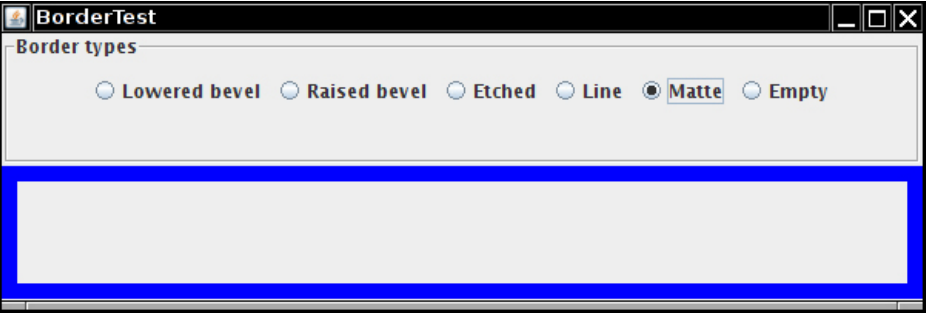 BorderTest
Border types
Lowered bevel Raised bevel Etched Line Matte Empty